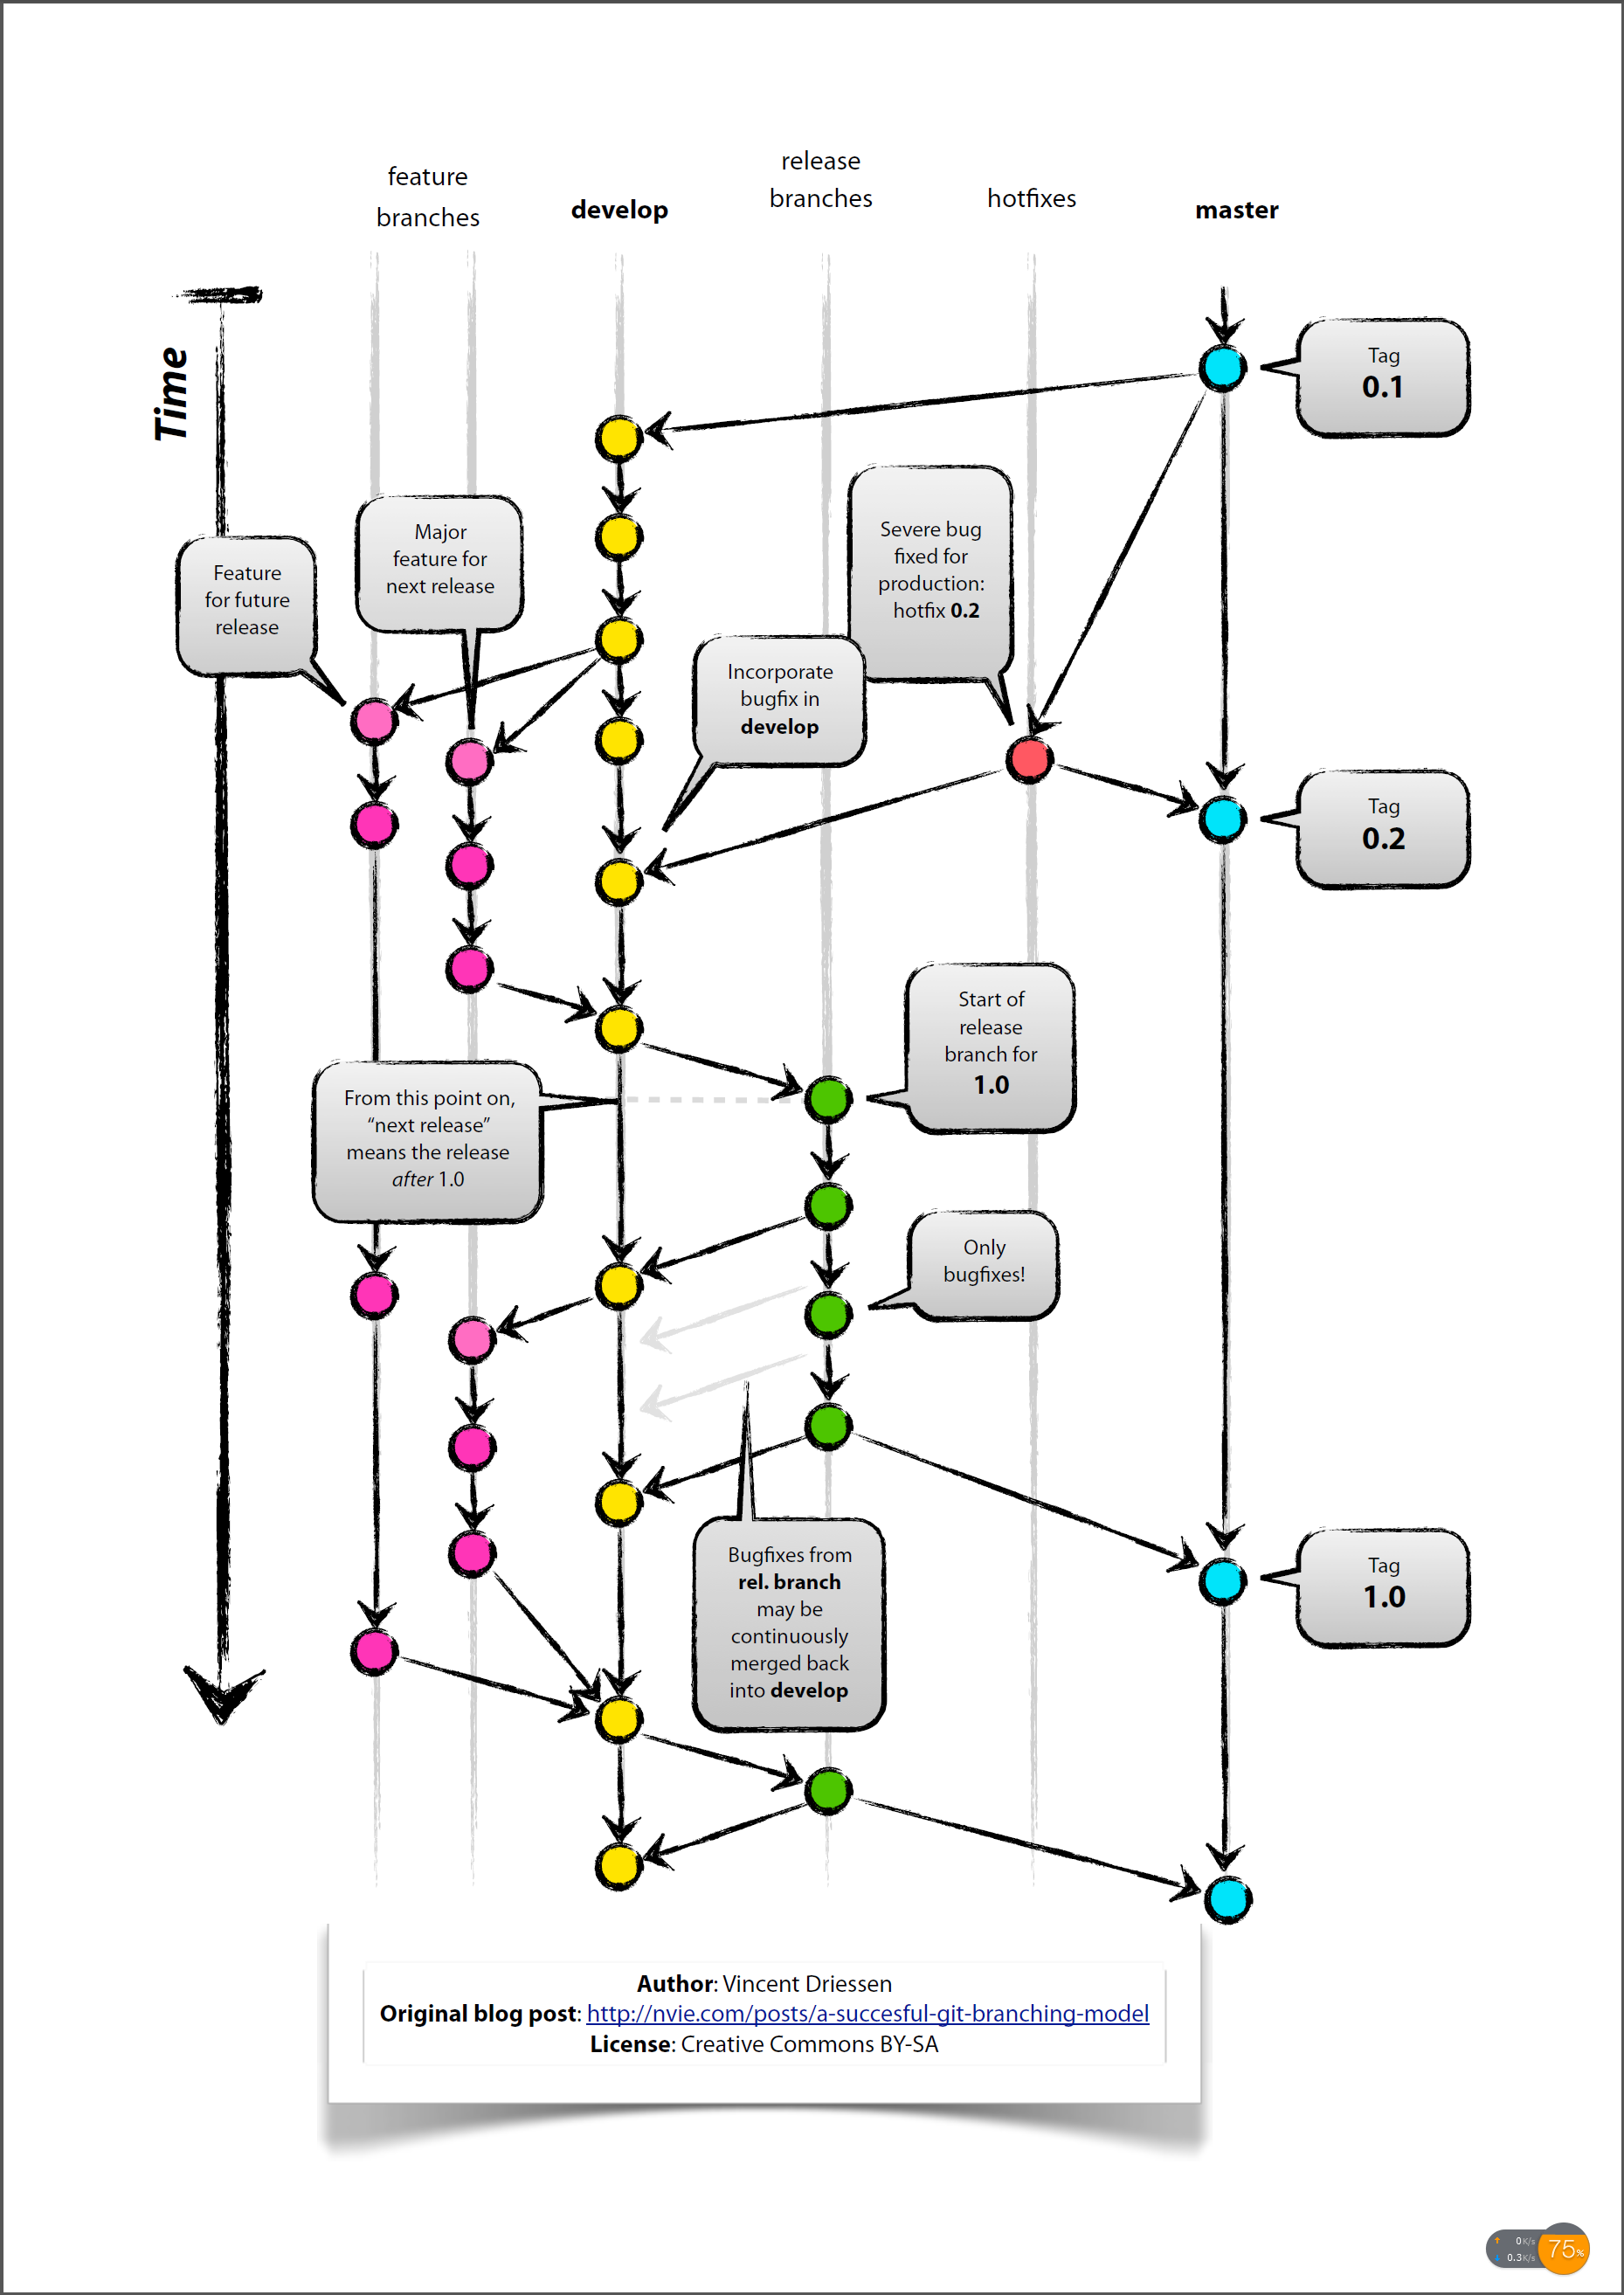 feature
branches
develop
release
branches
hotfixes
master
Time
Tag
0.1
Major
feature for
next release
Severe bug
fixed for
production:
hotfix 0.2
Feature
for future
release
Incorporate
bugfix in
develop
Tag
0.2
Start of
release
branch for
1.0
From this point on,
“next release”
means the release
after 1.0
Only
bugfixes!
Bugfixes from
rel. branch
may be
continuously
merged back
into develop
Tag
1.0
Author: Vincent Driessen
Original blog post: http://nvie.com/posts/a-succesful-git-branching-model
License: Creative Commons BY-SA
0K/s
0.3K/s
75%